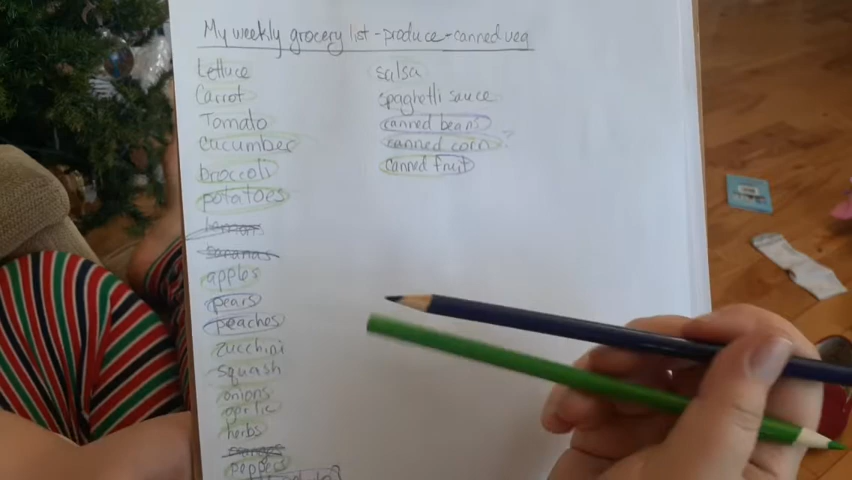 My weekly grocery list - produce - canned veg
Lettuce
Carrot
Tomato
cucumber
broccoli
potatoes
bananas
apples
pears
peaches
zucchini
squash
onions
garlic
herbs
peppers
salsa
spaghetti sauce
canned beans
canned corn ?
canned fruit